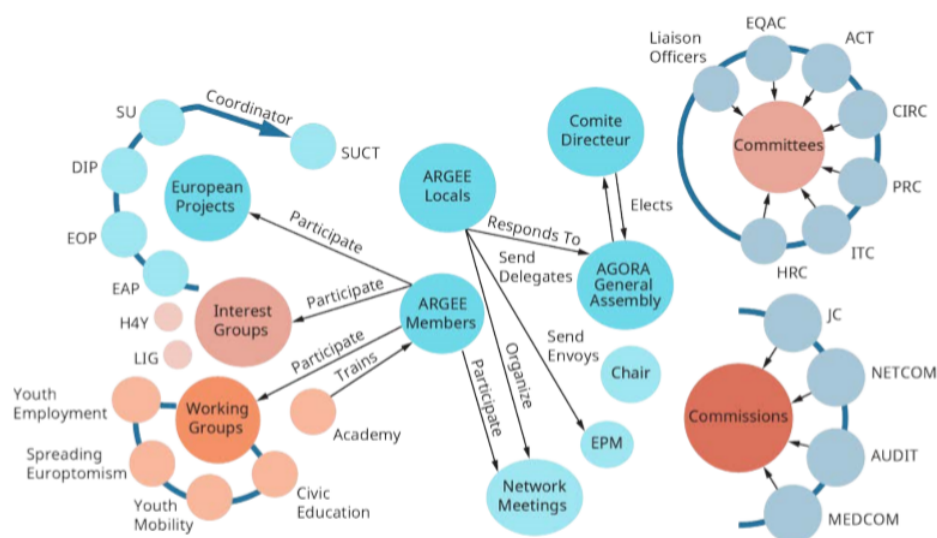 EQAC
Liaison
Officers
ACT
SU
Coordinator
SUCT
Comite
Directeur
CIRC
Committees
DIP
European
Projects
ARGEE
Locals
PRC
Elects
Participate
Responds To
EOP
Send
Delegates
AGORA
General
Assembly
ITC
HRC
EAP
Interest
Groups
Participate
ARGEE
Members
H4Y
JC
LIG
Participate
Trains
Send
Envoys
Organize
Participate
Chair
NETCOM
Youth
Employment
Working
Groups
Commissions
Academy
EPM
Spreading
Europtomism
AUDIT
Youth
Mobility
Civic
Education
Network
Meetings
MEDCOM